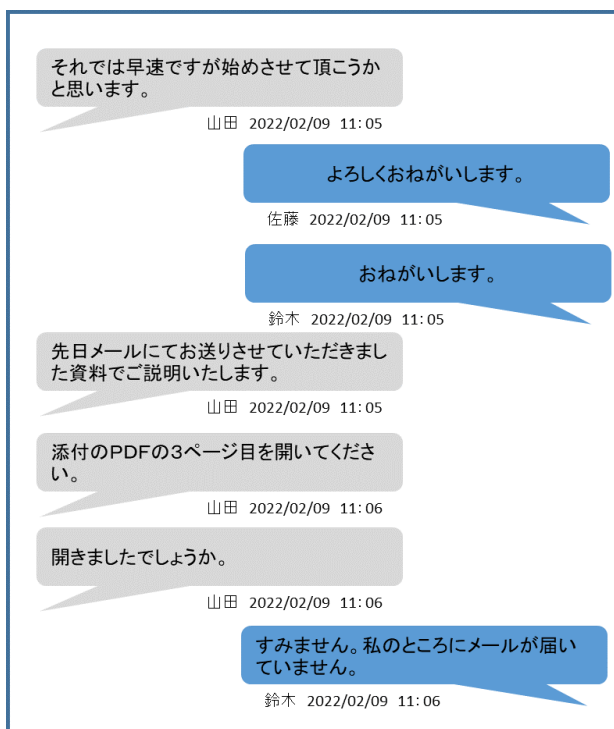 それでは早速ですが始めさせて頂こうか
と思います。
山田 2022/02/09 11:05
よろしくおねがいします。
佐藤 2022/02/09 11:05
おねがいします。
鈴木 2022/02/09 11:05
先日メールにてお送りさせていただきまし
た資料でご説明いたします。
山田 2022/02/09 11:05
添付のPDFの3ページ目を開いてくださ
い。
山田 2022/02/09 11:06
開きましたでしょうか。
山田 2022/02/09 11:06
すみません。私のところにメールが届い
ていません。
鈴木 2022/02/09 11:06